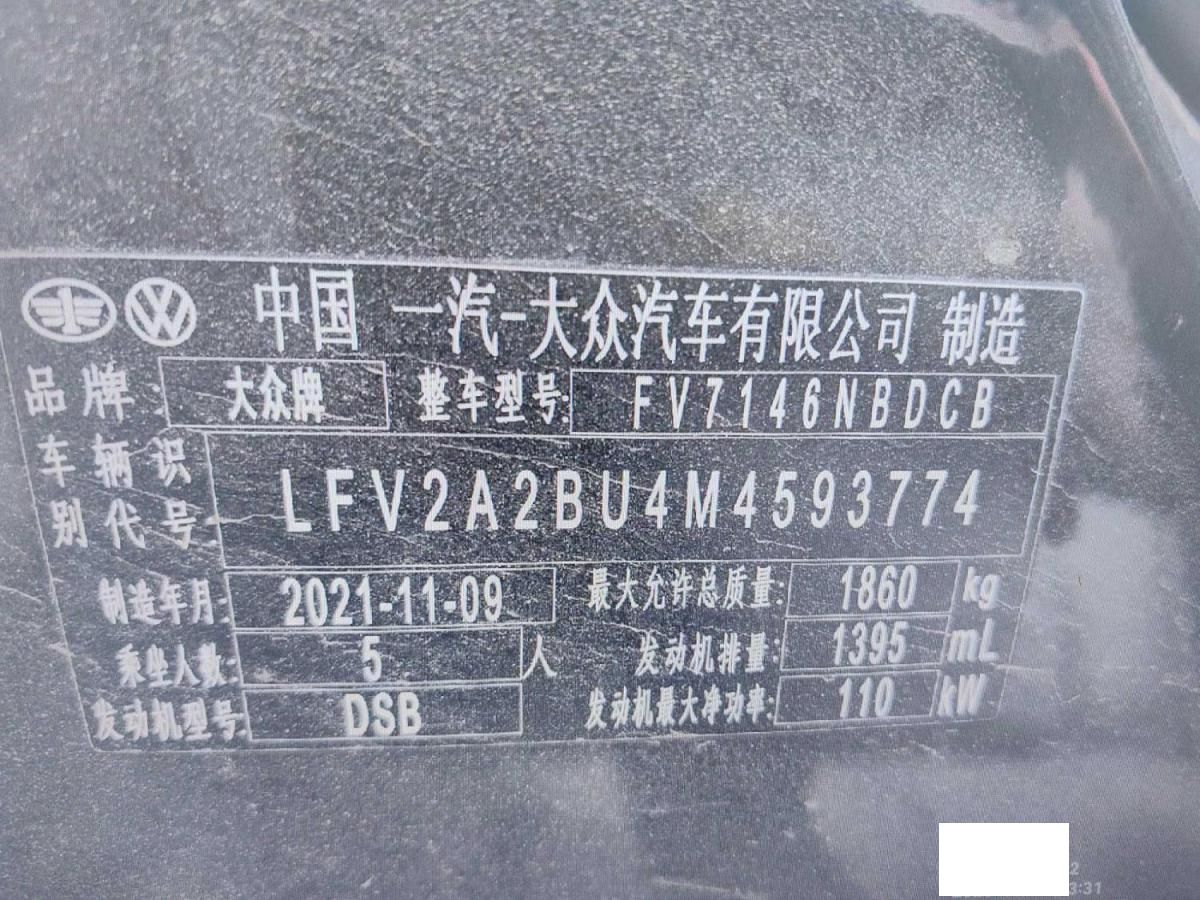 中国 一汽-大众汽车有限公司 制造
品牌: 大众牌 整车型号: FV7146NBDCB
车辆识别代号: LFV2A2BU4M4593774
制造年月: 2021-11-09 最大允许总质量: 1860 kg
乘坐人数: 5 人 发动机排量: 1395 mL
发动机型号: DSB 发动机最大净功率: 110 kW